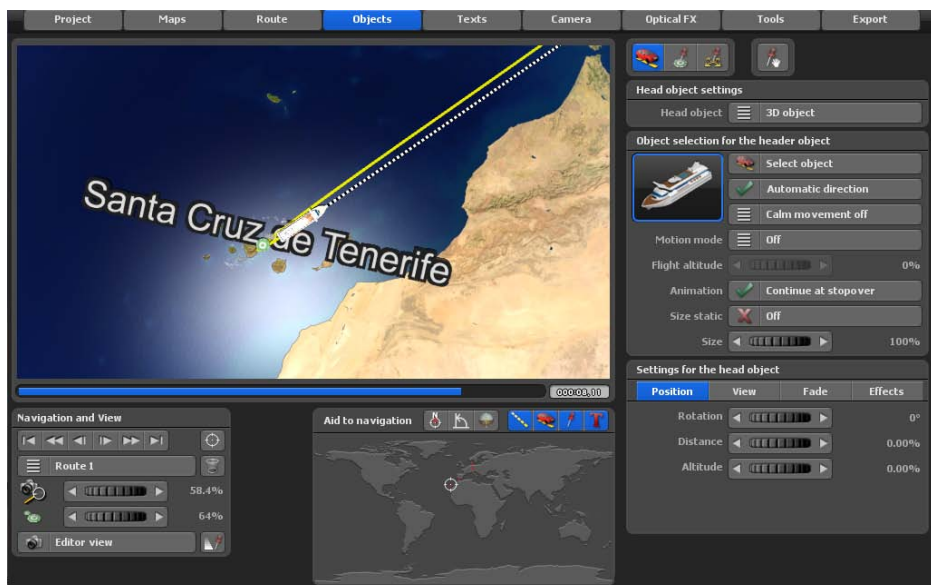 Project Maps Route Objects Texts Camera Optical FX Tools Export
Santa Cruz de Tenerife
000:08,11
Head object settings
Head object 3D object
Object selection for the header object
Select object
Automatic direction
Calm movement off
Motion mode Off
Flight altitude 0%
Animation Continue at stopover
Size static Off
Size 100%
Settings for the head object
Position View Fade Effects
Rotation 0°
Distance 0.00%
Altitude 0.00%
Navigation and View
Route 1
58.4%
64%
Editor view
Aid to navigation